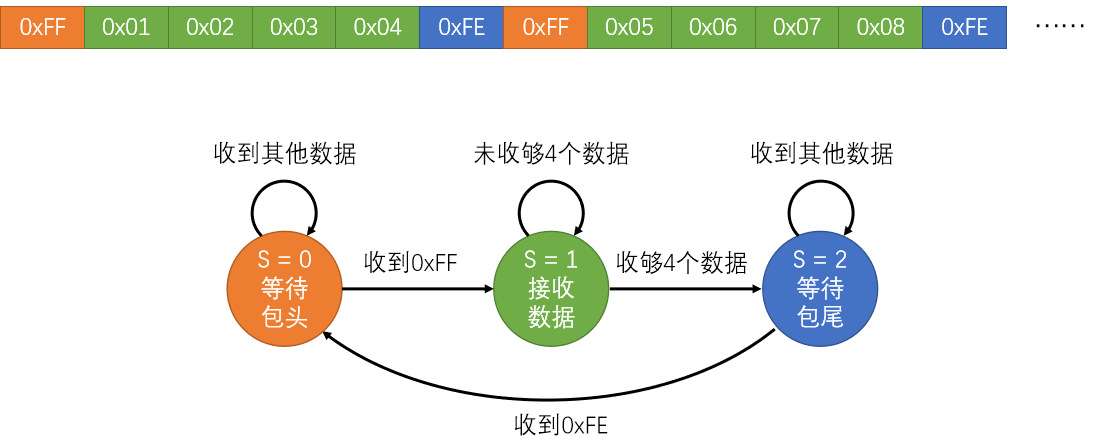 0xFF 0x01 0x02 0x03 0x04 0xFE 0xFF 0x05 0x06 0x07 0x08 0xFE ……
收到其他数据
未收够4个数据
收到其他数据
S = 0
等待
包头
收到0xFF
S = 1
接收
数据
收够4个数据
S = 2
等待
包尾
收到0xFE